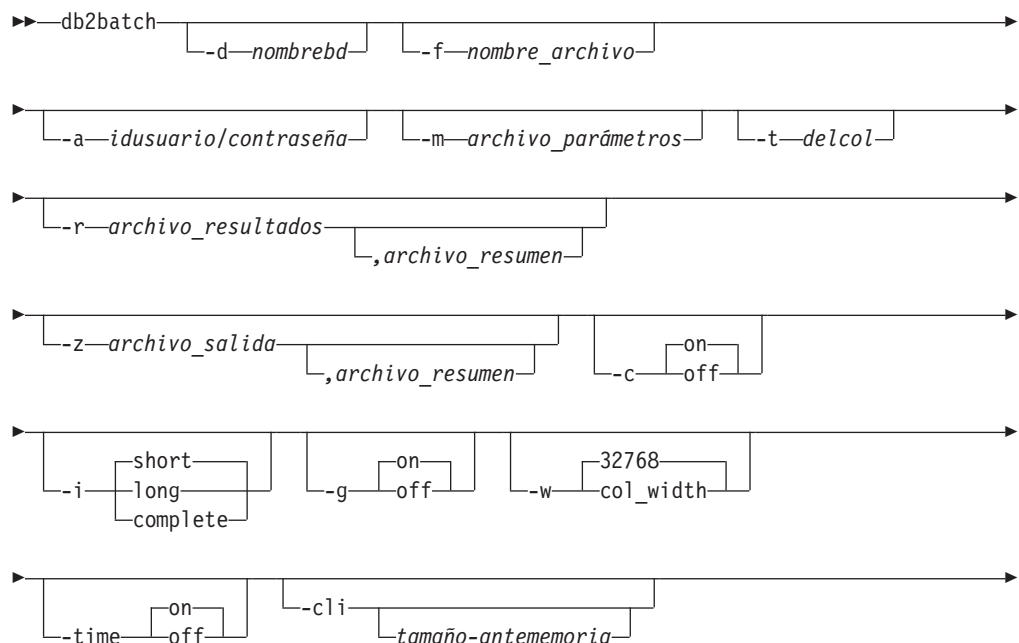 db2batch
-d nombrebd -f nombre_archivo
-a idusuario/contraseña -m archivo_parámetros -t delcol
-r archivo_resultados
,archivo_resumen
-z archivo_salida
,archivo_resumen
on
-c off
short on 32768
-i long -g off -w col_width
complete
on -cli
-time off tamaño-antememoria